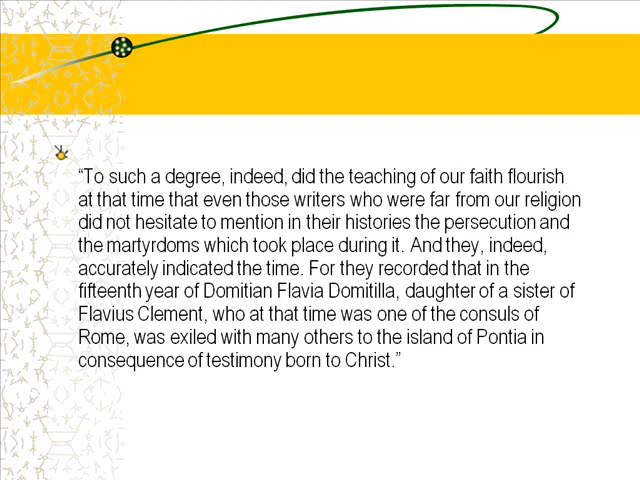 “To such a degree, indeed, did the teaching of our faith flourish
at that time that even those writers who were far from our religion
did not hesitate to mention in their histories the persecution and
the martyrdoms which took place during it. And they, indeed,
accurately indicated the time. For they recorded that in the
fifteenth year of Domitian Flavia Domitilla, daughter of a sister of
Flavius Clement, who at that time was one of the consuls of
Rome, was exiled with many others to the island of Pontia in
consequence of testimony born to Christ.”